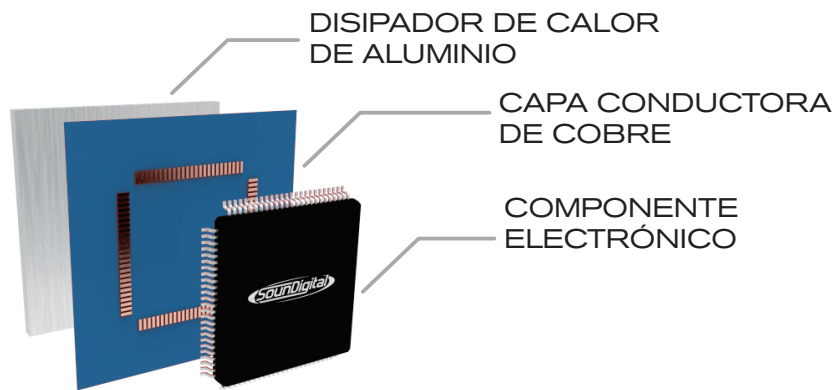 DISIPADOR DE CALOR
DE ALUMINIO
CAPA CONDUCTORA
DE COBRE
COMPONENTE
ELECTRÓNICO
SounDigital